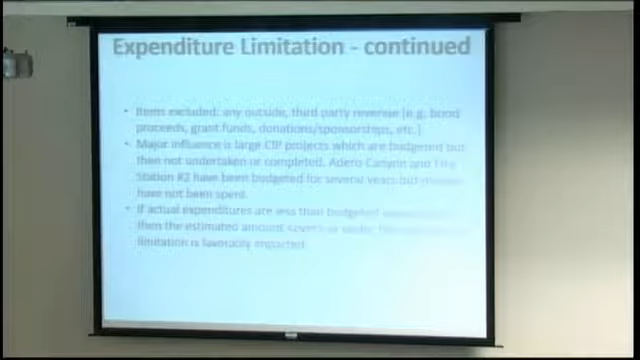 Expenditure Limitation - continued
• Items excluded: any outside, third party revenue (e.g. bond
proceeds, grant funds, donations/sponsorships, etc.)
• Major influence is large CIP projects which are budgeted but
then not undertaken or completed. Adero Canyon and Fire
Station #2 have been budgeted for several years but
have not been spent.
• If actual expenditures are less than budgeted
then the estimated amount
limitation is favorably impacted.